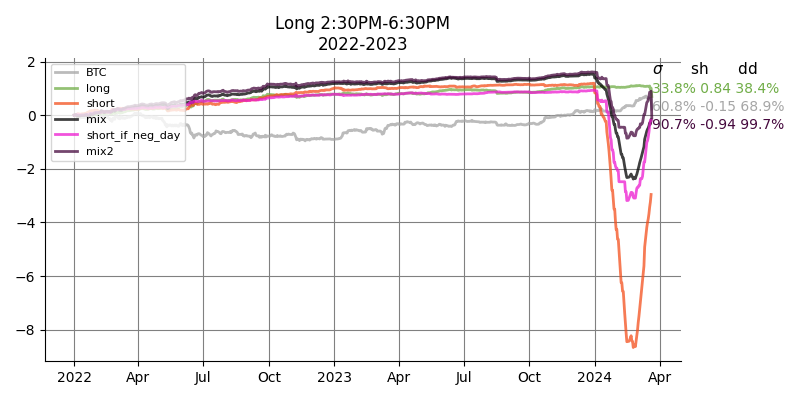 Long 2:30PM-6:30PM
2022-2023
σ sh dd
33.8% 0.84 38.4%
60.8% -0.15 68.9%
90.7% -0.94 99.7%
BTC
long
short
mix
short_if_neg_day
mix2
2
0
−2
−4
−6
−8
2022 Apr Jul Oct 2023 Apr Jul Oct 2024 Apr